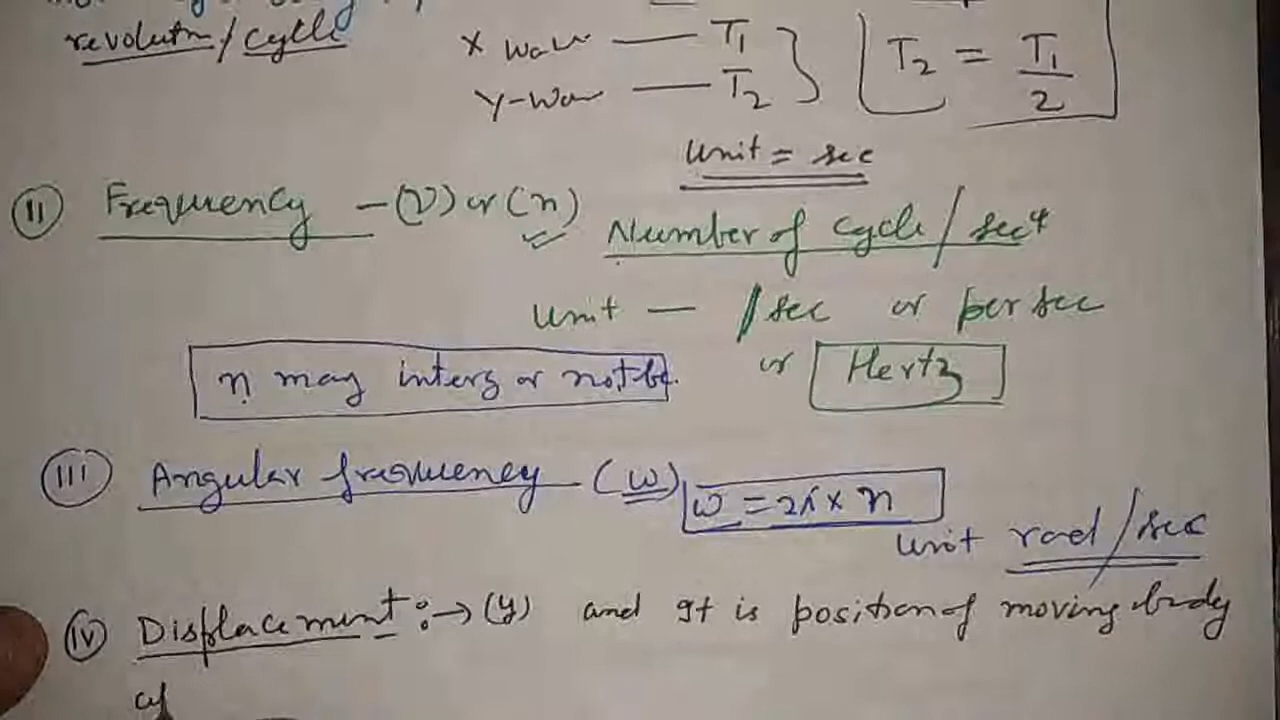 revolutn/cycle
X wave — T1
Y-wave — T2
T2 = T1/2
Unit = sec
(ii) Frequency - (ν) or (n)
Number of cycle/sec
Unit — /sec or per sec
n may interg or not be.
or Hertz
(iii) Angular frequency (ω) ω = 2π × n
Unit rad/sec
(iv) Displacement :→ (y) and It is position of moving body